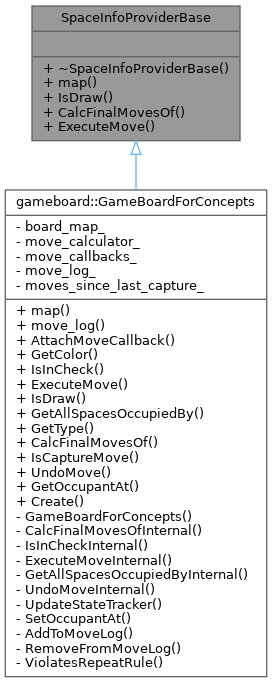 SpaceInfoProviderBase
+ ~SpaceInfoProviderBase()
+ map()
+ IsDraw()
+ CalcFinalMovesOf()
+ ExecuteMove()
gameboard::GameBoardForConcepts
- board_map_
- move_calculator_
- move_callbacks_
- move_log_
- moves_since_last_capture_
+ map()
+ move_log()
+ AttachMoveCallback()
+ GetColor()
+ IsInCheck()
+ ExecuteMove()
+ IsDraw()
+ GetAllSpacesOccupiedBy()
+ GetType()
+ CalcFinalMovesOf()
+ IsCaptureMove()
+ UndoMove()
+ GetOccupantAt()
+ Create()
- GameBoardForConcepts()
- CalcFinalMovesOfInternal()
- IsInCheckInternal()
- ExecuteMoveInternal()
- GetAllSpacesOccupiedByInternal()
- UndoMoveInternal()
- UpdateStateTracker()
- SetOccupantAt()
- AddToMoveLog()
- RemoveFromMoveLog()
- ViolatesRepeatRule()